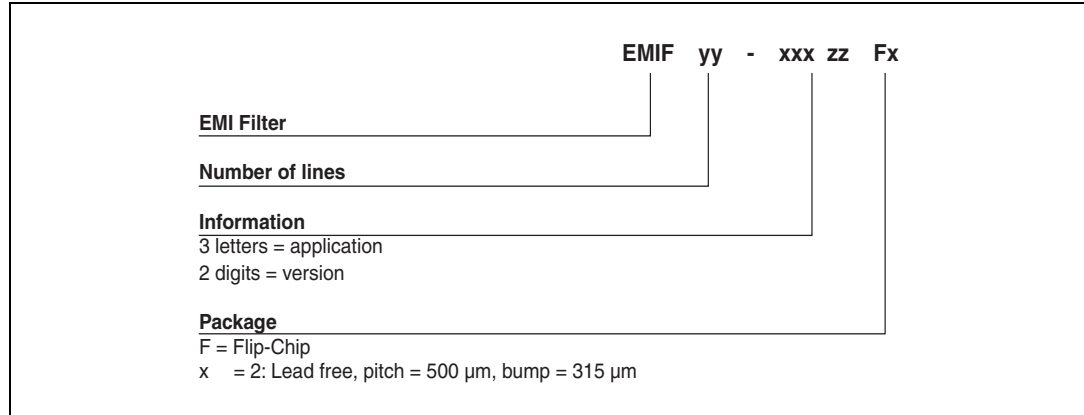 EMIF yy - xxx zz Fx
EMI Filter
Number of lines
Information
3 letters = application
2 digits = version
Package
F = Flip-Chip
x = 2: Lead free, pitch = 500 µm, bump = 315 µm